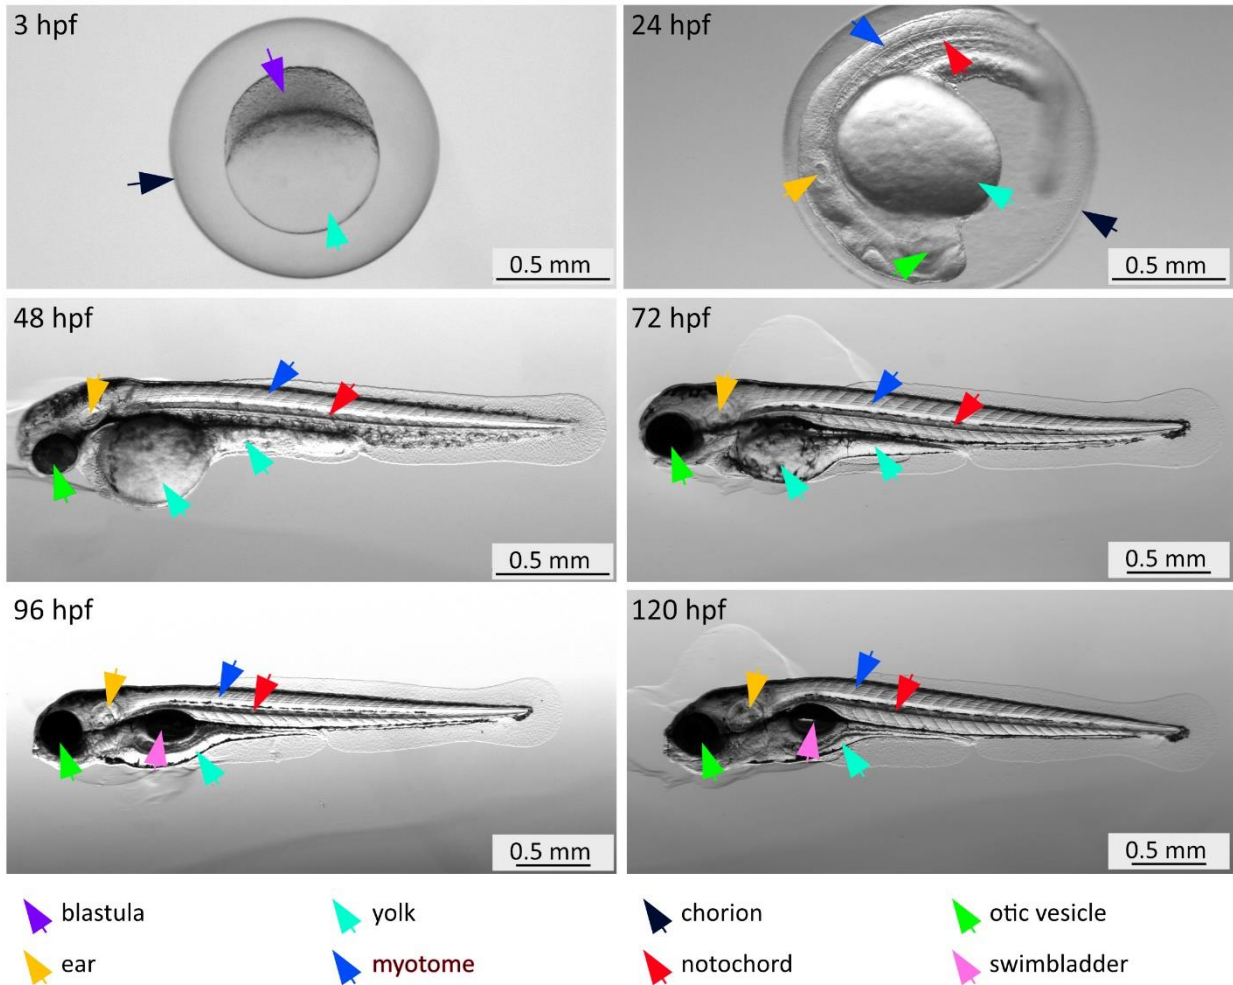 3 hpf
24 hpf
0.5 mm
0.5 mm
48 hpf
72 hpf
0.5 mm
0.5 mm
96 hpf
120 hpf
0.5 mm
0.5 mm
blastula
yolk
chorion
otic vesicle
ear
myotome
notochord
swimbladder